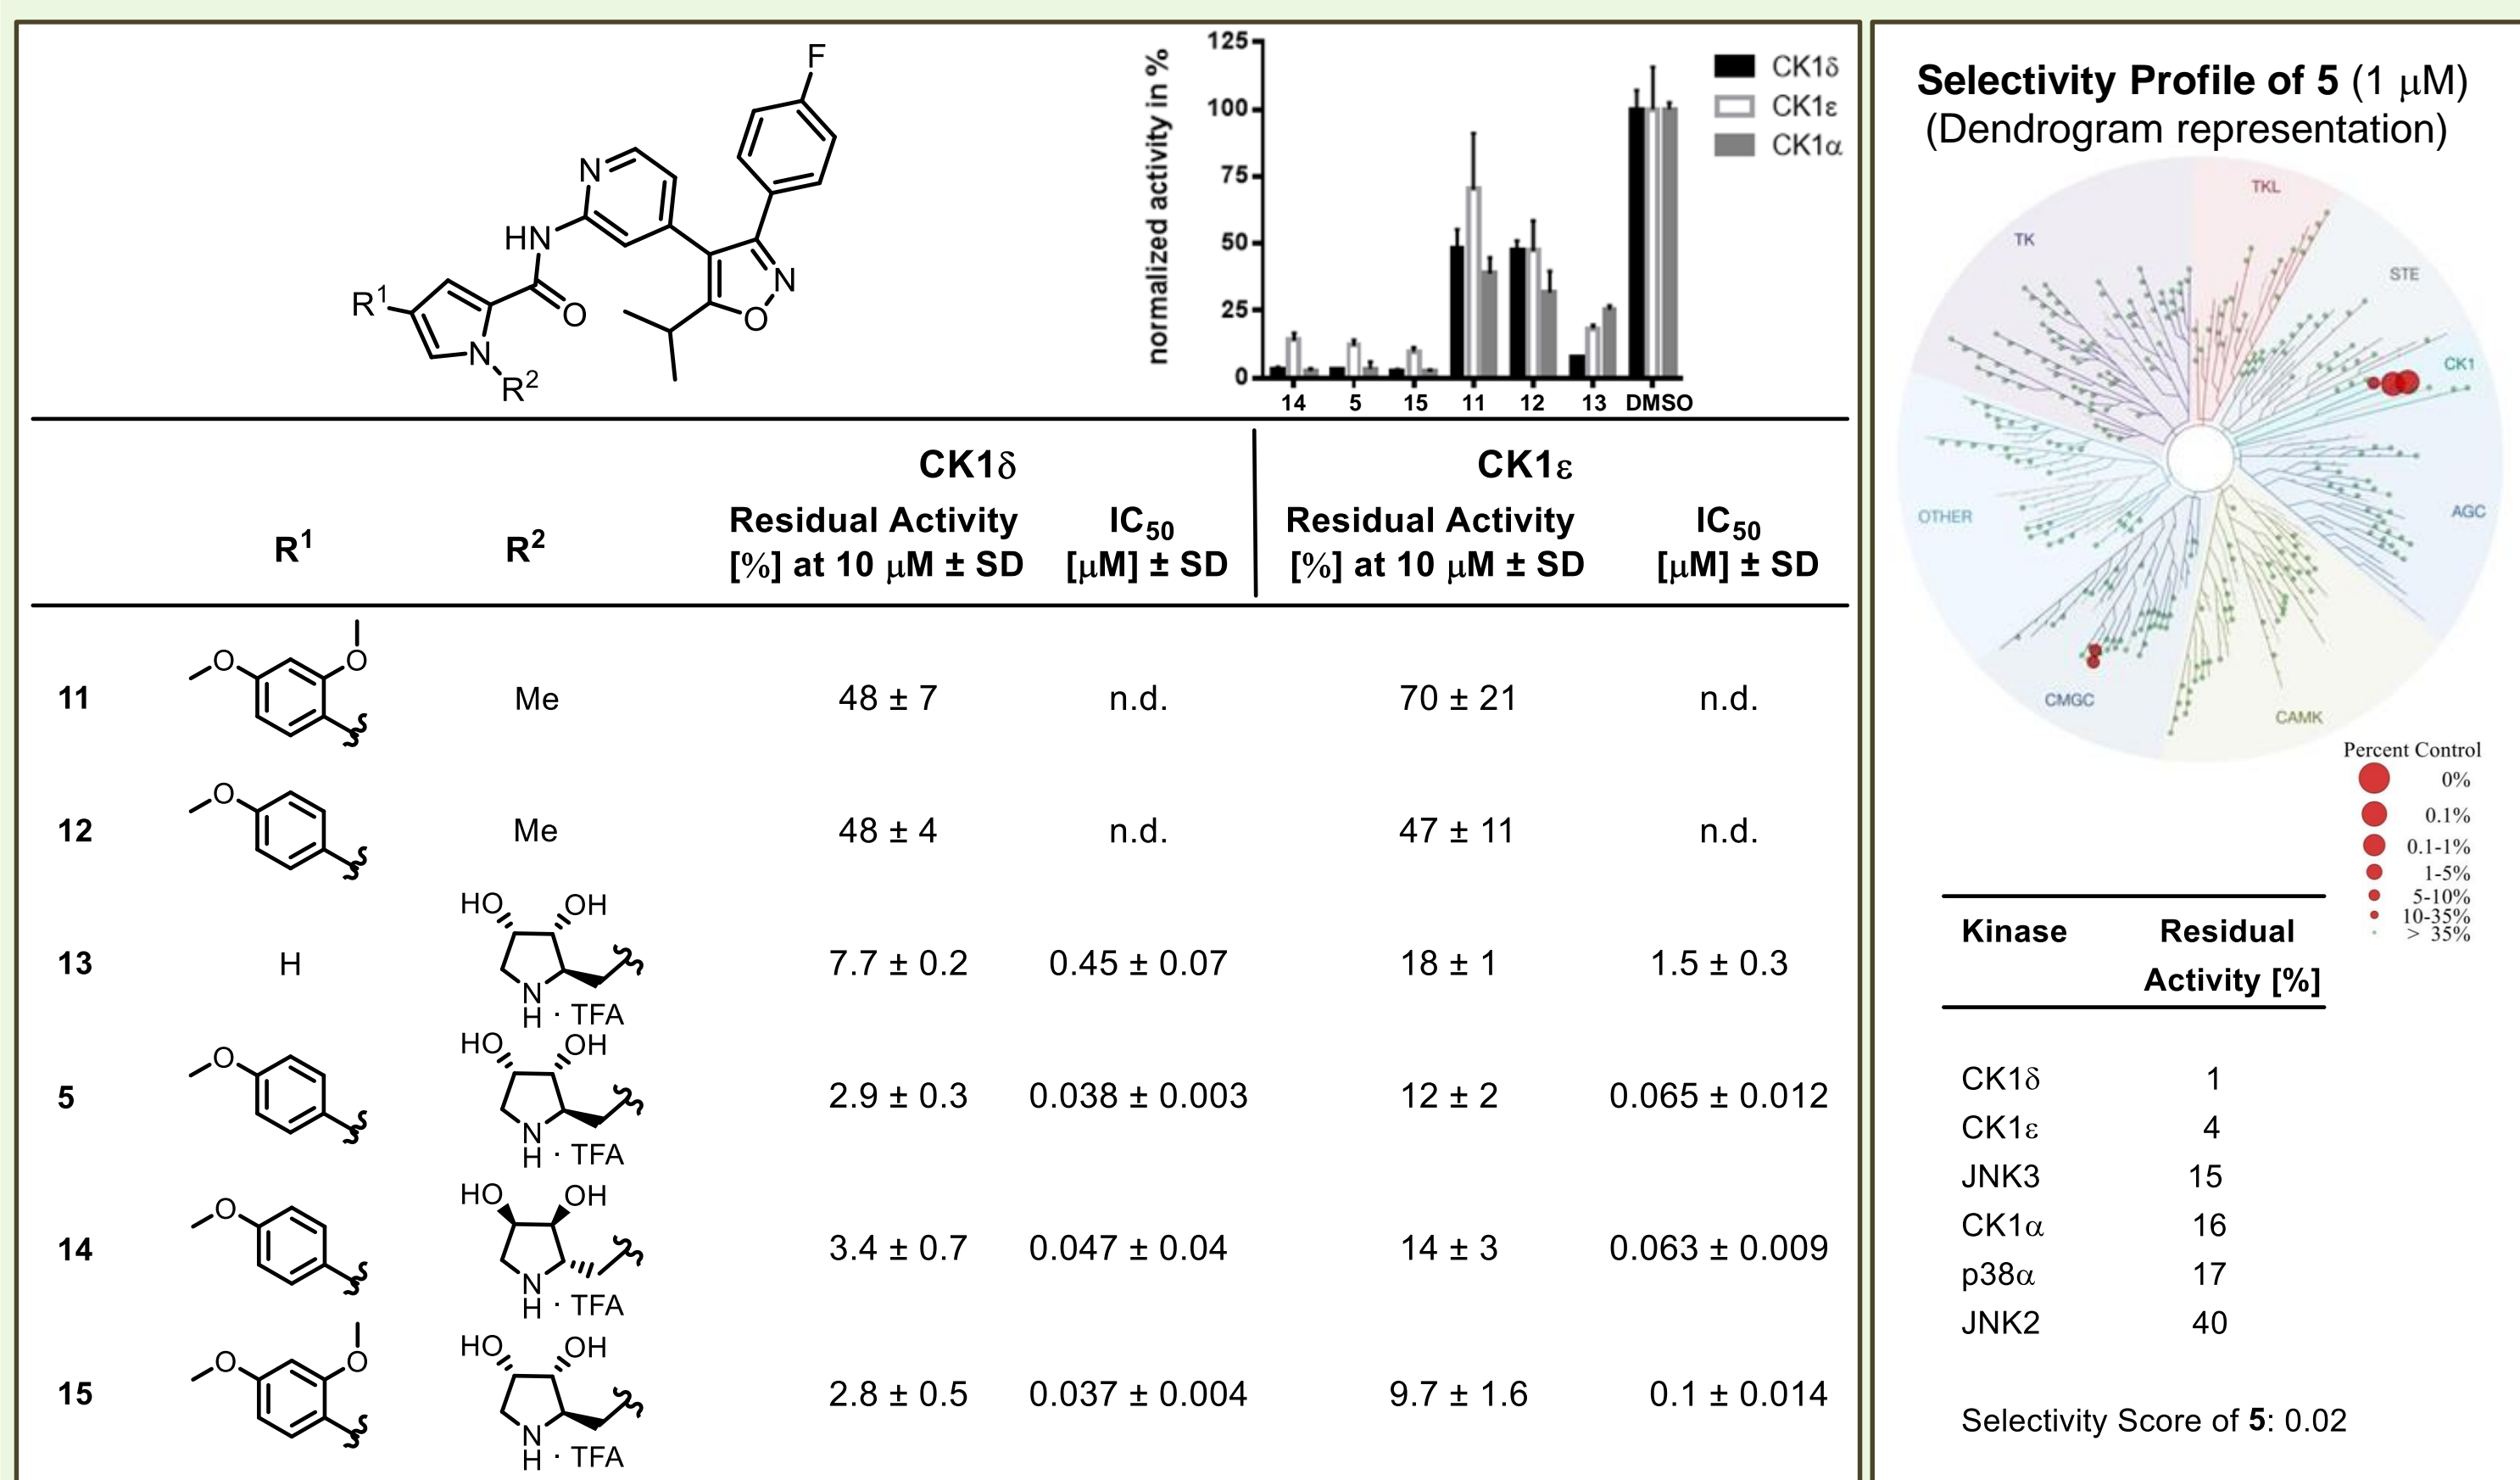 F
N
HN
R¹
O
N
O
N
R²
normalized activity in %
125
100
75
50
25
0
14 5 15 11 12 13 DMSO
CK1δ
CK1ε
CK1α
CK1δ CK1ε
R¹ R² Residual Activity [%] at 10 μM ± SD IC₅₀ [μM] ± SD Residual Activity [%] at 10 μM ± SD IC₅₀ [μM] ± SD
O O
11 Me 48 ± 7 n.d. 70 ± 21 n.d.
O
12 Me 48 ± 4 n.d. 47 ± 11 n.d.
HO OH
13 H 7.7 ± 0.2 0.45 ± 0.07 18 ± 1 1.5 ± 0.3
N
H · TFA
HO OH
O
5 2.9 ± 0.3 0.038 ± 0.003 12 ± 2 0.065 ± 0.012
N
H · TFA
HO OH
O
14 3.4 ± 0.7 0.047 ± 0.04 14 ± 3 0.063 ± 0.009
N
H · TFA
HO OH
O O
15 2.8 ± 0.5 0.037 ± 0.004 9.7 ± 1.6 0.1 ± 0.014
N
H · TFA
Selectivity Profile of 5 (1 μM)
(Dendrogram representation)
TKL
TK
STE
CK1
OTHER
AGC
CMGC
CAMK
Percent Control
0%
0.1%
0.1-1%
1-5%
5-10%
10-35%
> 35%
Kinase Residual
Activity [%]
CK1δ 1
CK1ε 4
JNK3 15
CK1α 16
p38α 17
JNK2 40
Selectivity Score of 5: 0.02